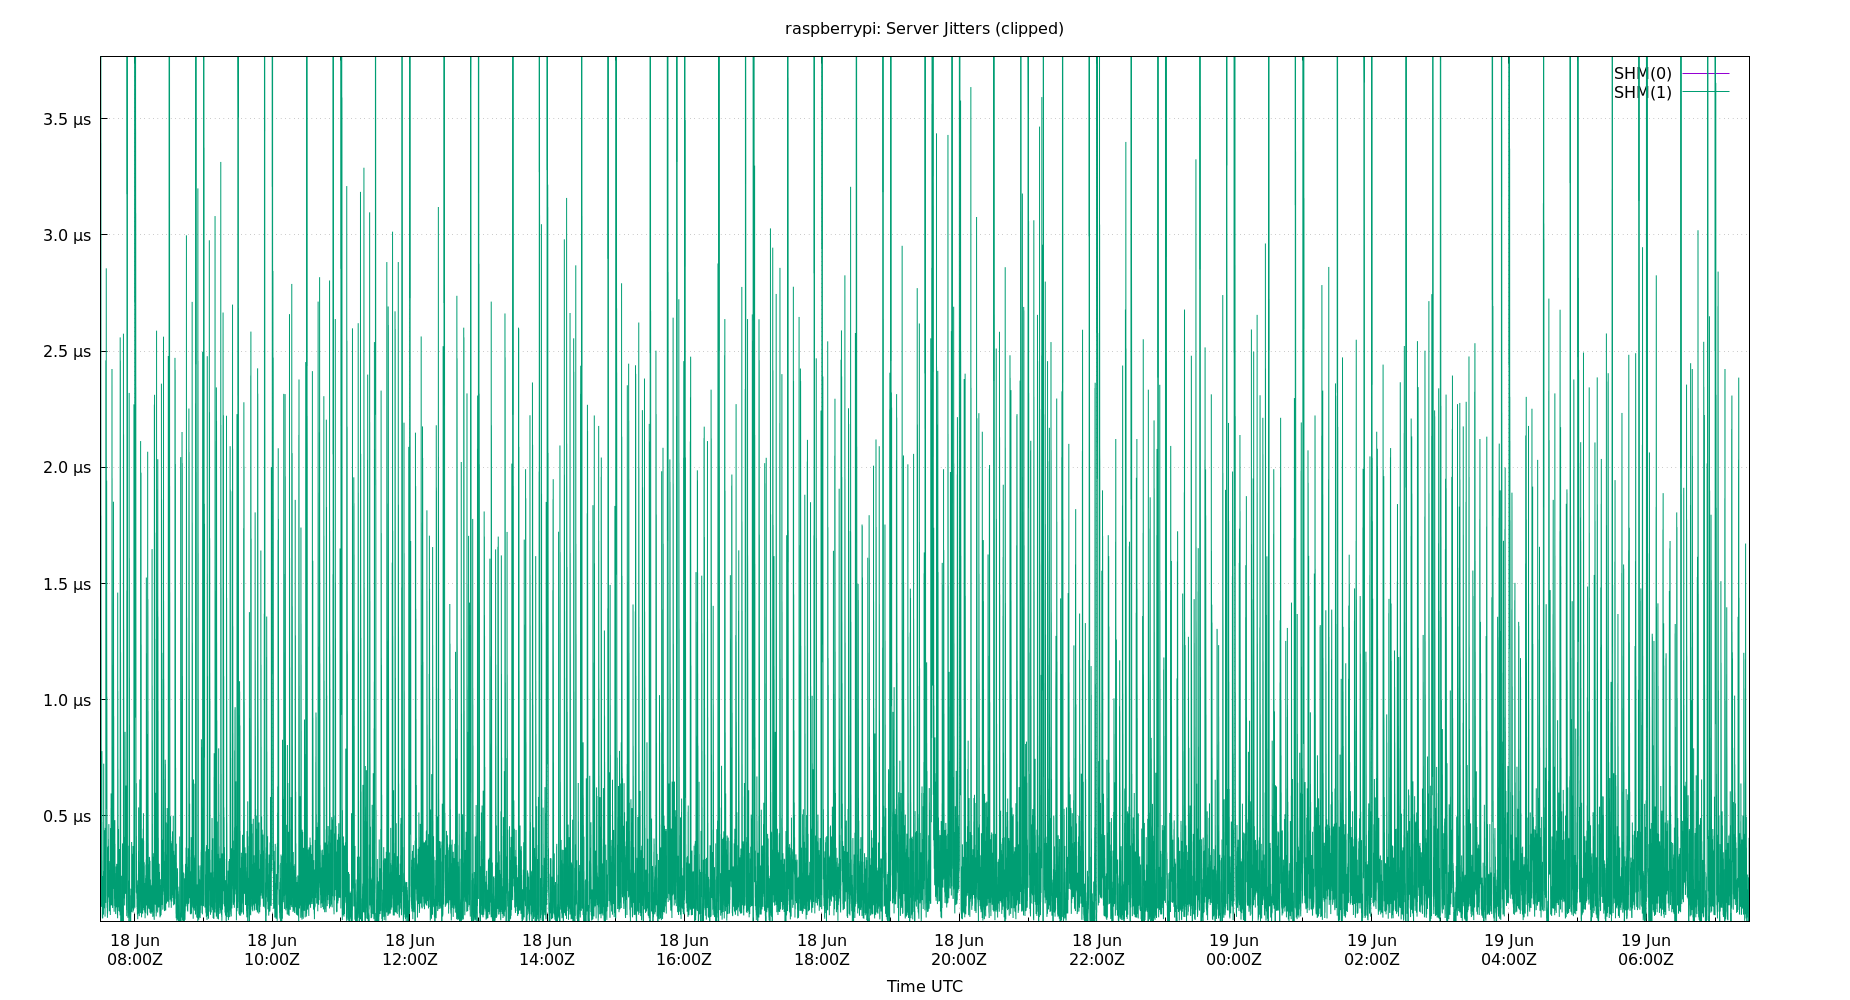 raspberrypi: Server Jitters (clipped)
SHM(0)
SHM(1)
3.5 µs
3.0 µs
2.5 µs
2.0 µs
1.5 µs
1.0 µs
0.5 µs
18 Jun 18 Jun 18 Jun 18 Jun 18 Jun 18 Jun 18 Jun 18 Jun 19 Jun 19 Jun 19 Jun 19 Jun
08:00Z 10:00Z 12:00Z 14:00Z 16:00Z 18:00Z 20:00Z 22:00Z 00:00Z 02:00Z 04:00Z 06:00Z
Time UTC